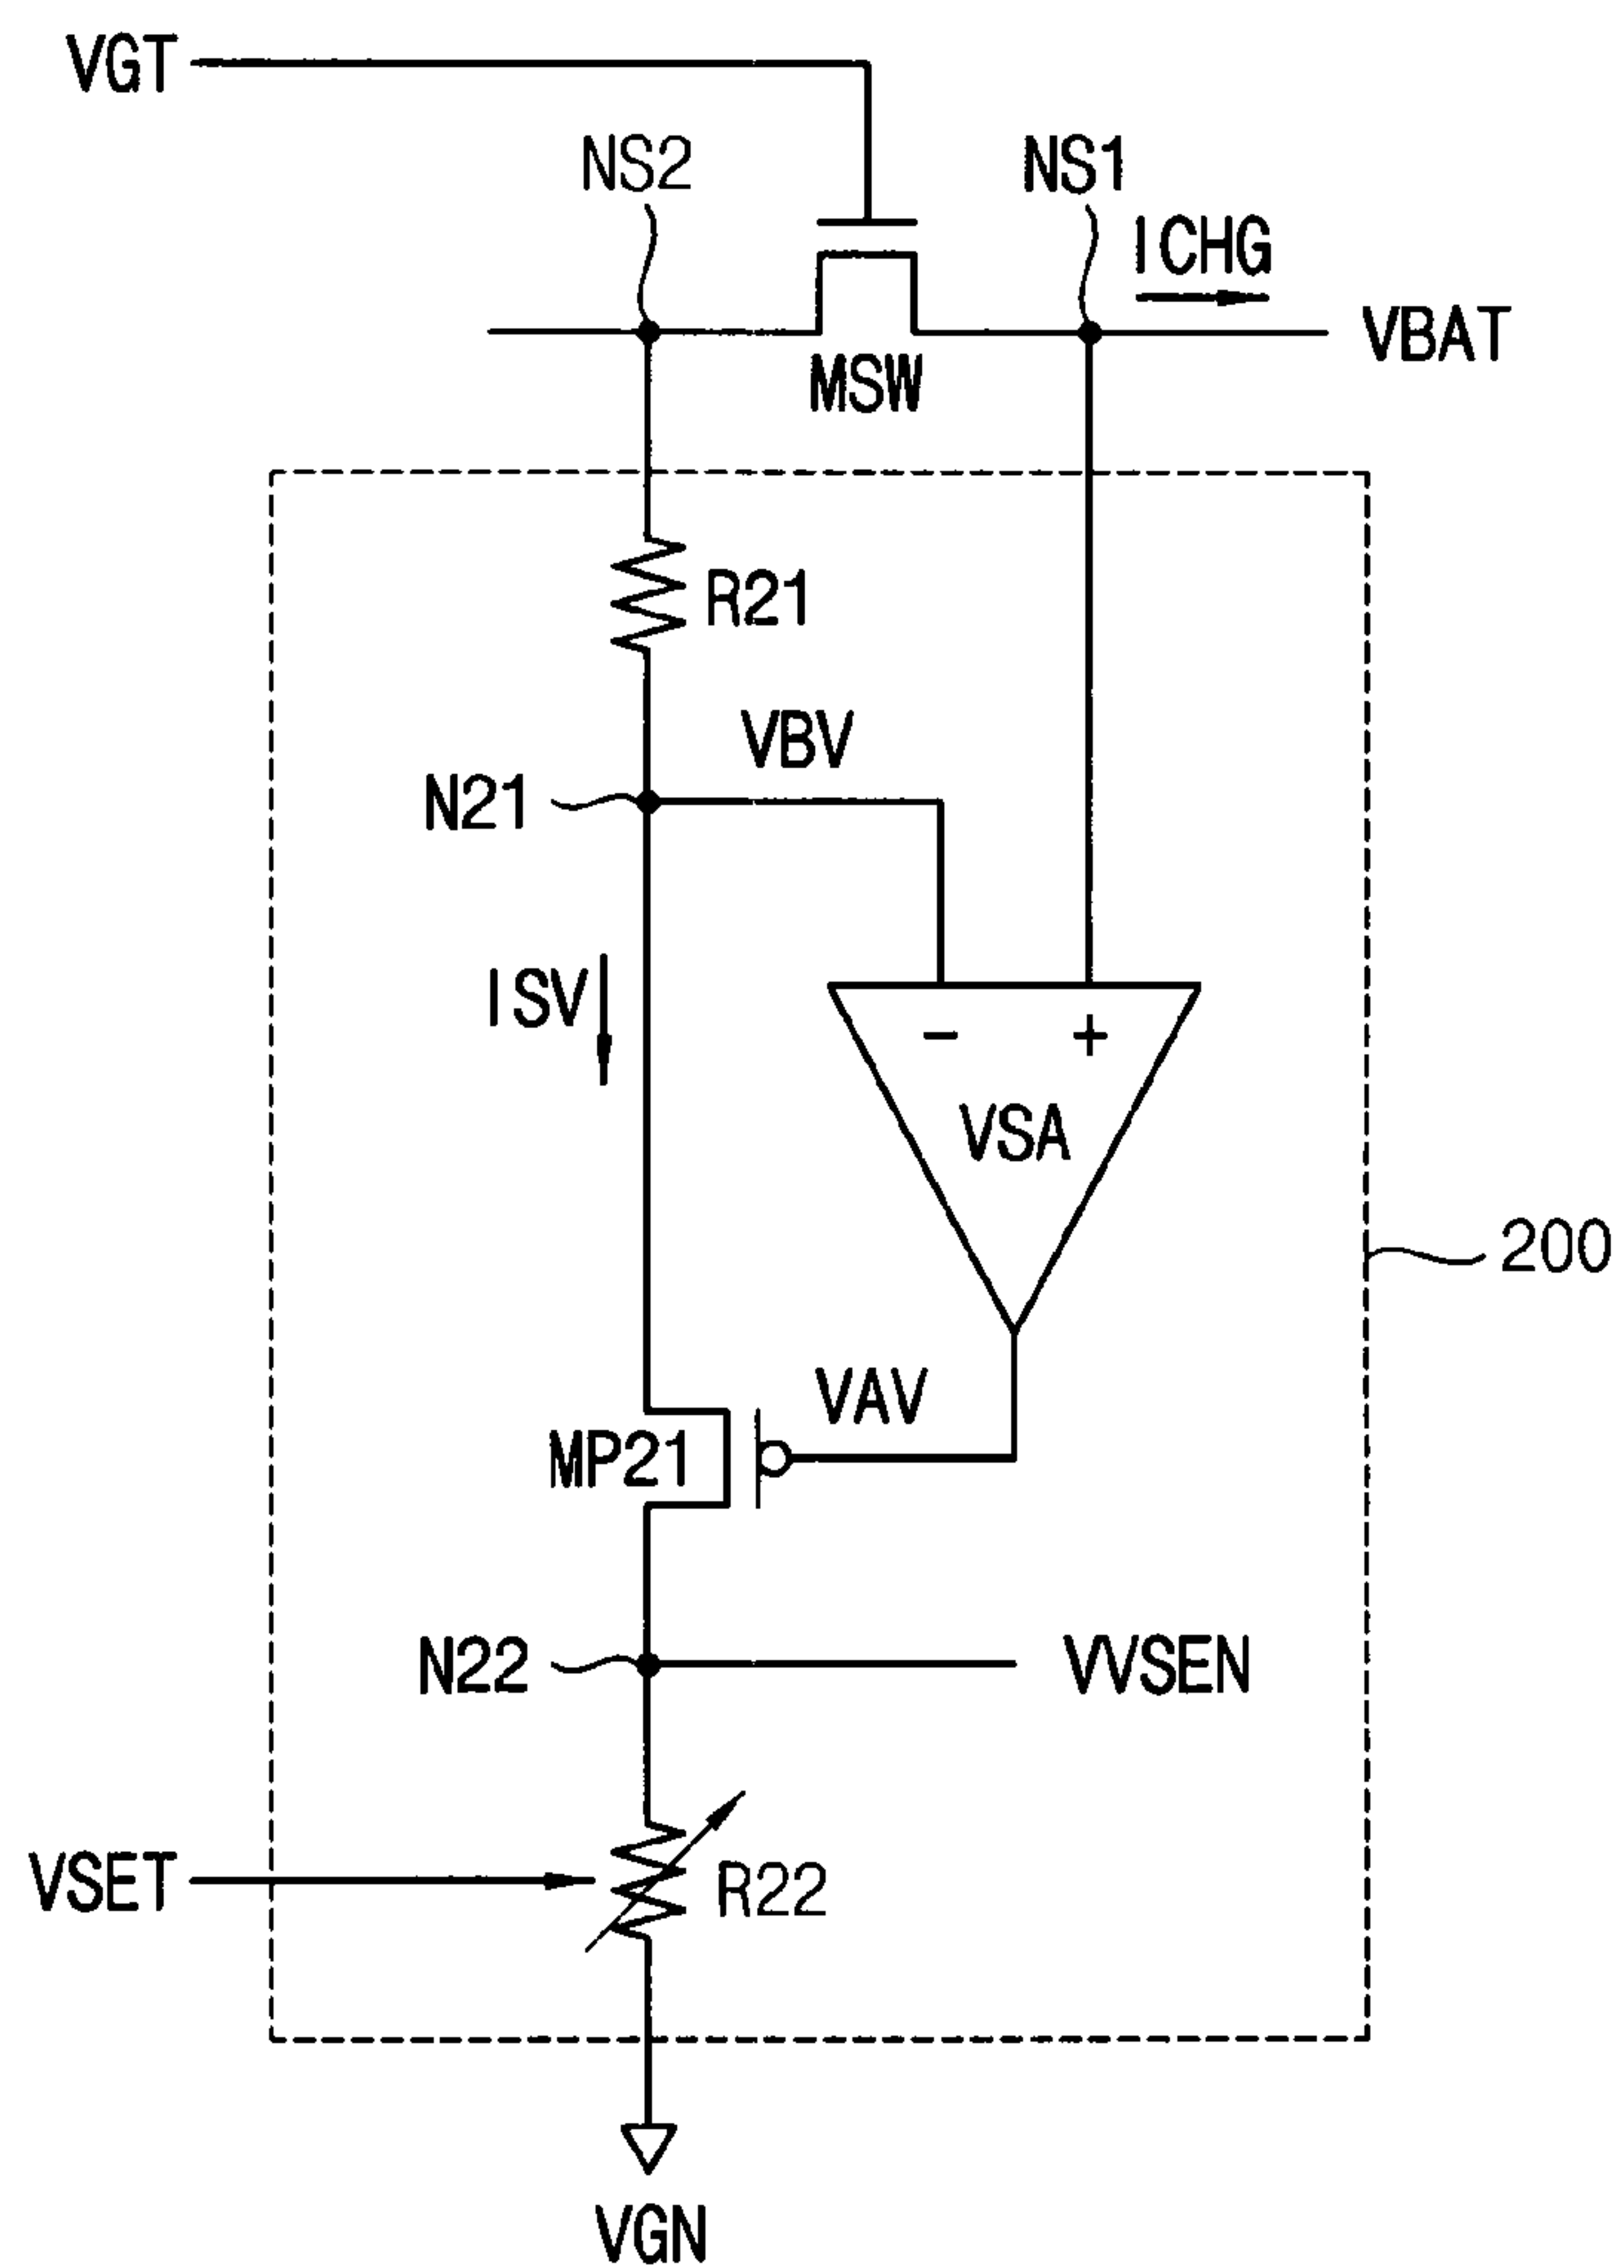 VGT
NS2
NS1
ICHG
VBAT
MSW
R21
VBV
N21
ISV
- +
VSA
200
VAV
MP21
N22
VVSEN
VSET
R22
VGN